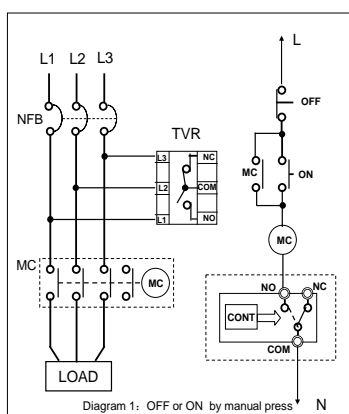 L1 L2 L3
L
NFB
OFF
TVR
L3 NC
MC ON
L2 COM
L1 NO
MC
MC
MC
NO NC
CONT
COM
LOAD
Diagram 1: OFF or ON by manual press
N